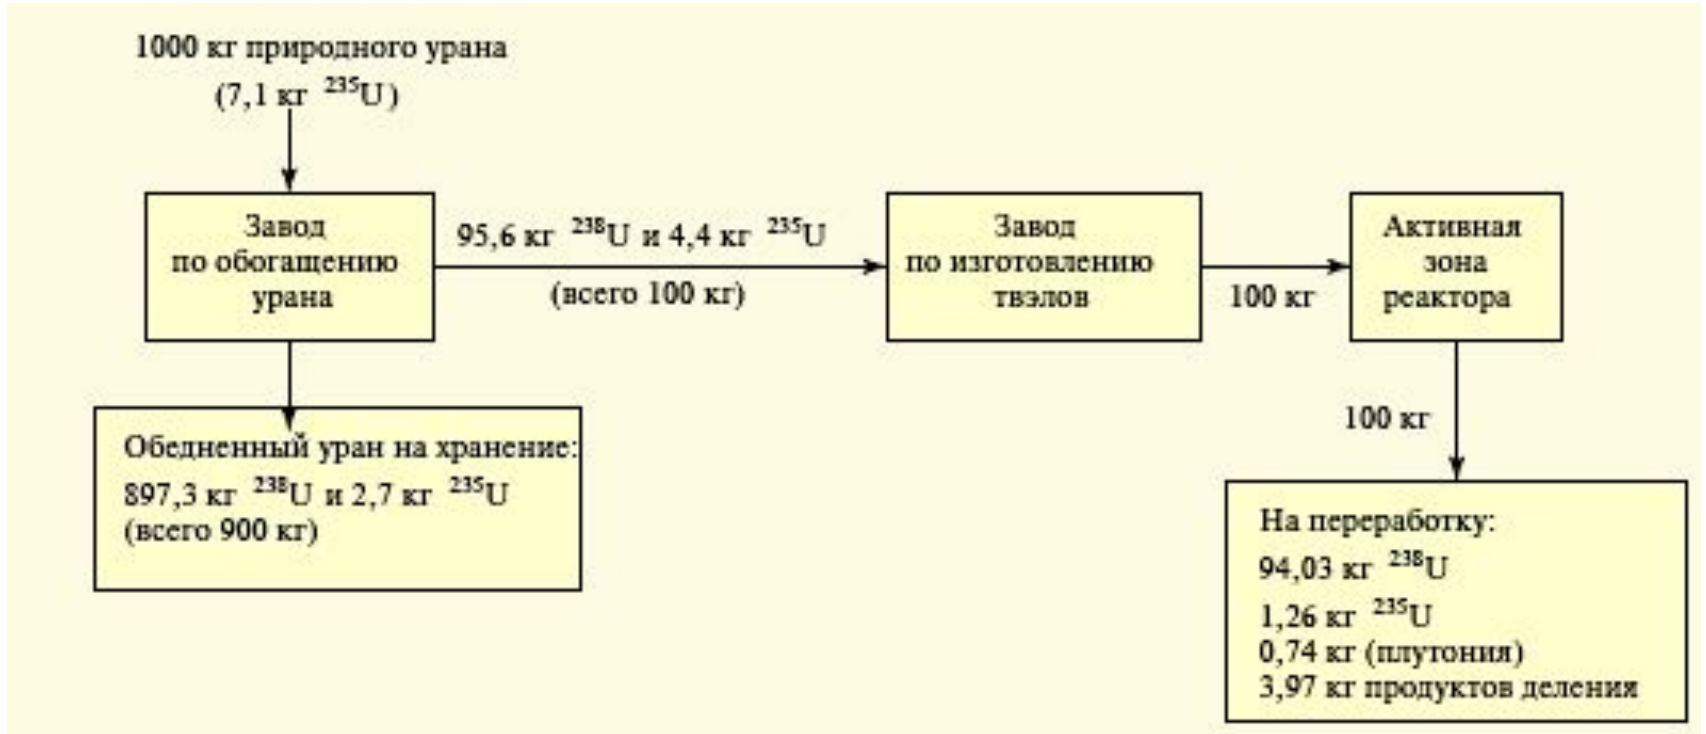 1000 кг природного урана
(7,1 кг ²³⁵U)
Завод
по обогащению
урана
95,6 кг ²³⁸U и 4,4 кг ²³⁵U
(всего 100 кг)
Завод
по изготовлению
твэлов
100 кг
Активная
зона
реактора
Обедненный уран на хранение:
897,3 кг ²³⁸U и 2,7 кг ²³⁵U
(всего 900 кг)
100 кг
На переработку:
94,03 кг ²³⁸U
1,26 кг ²³⁵U
0,74 кг (плутония)
3,97 кг продуктов деления